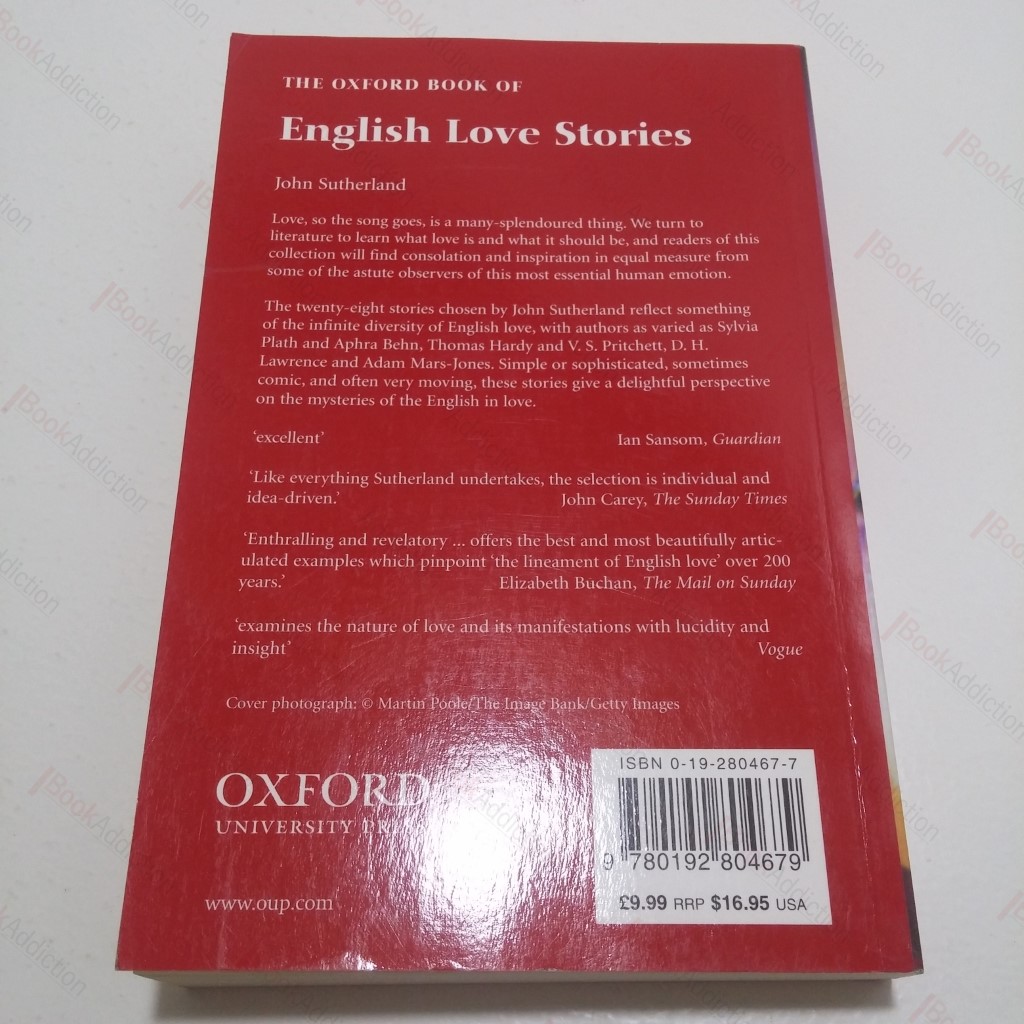 THE OXFORD BOOK OF
English Love Stories
John Sutherland
Love, so the song goes, is a many-splendoured thing. We turn to
literature to learn what love is and what it should be, and readers of this
collection will find consolation and inspiration in equal measure from
some of the astute observers of this most essential human emotion.
The twenty-eight stories chosen by John Sutherland reflect something
of the infinite diversity of English love, with authors as varied as Sylvia
Plath and Aphra Behn, Thomas Hardy and V. S. Pritchett, D. H.
Lawrence and Adam Mars-Jones. Simple or sophisticated, sometimes
comic, and often very moving, these stories give a delightful perspective
on the mysteries of the English in love.
‘excellent’ Ian Sansom, Guardian
‘Like everything Sutherland undertakes, the selection is individual and
idea-driven.’ John Carey, The Sunday Times
‘Enthralling and revelatory ... offers the best and most beautifully artic-
ulated examples which pinpoint ‘the lineament of English love’ over 200
years.’ Elizabeth Buchan, The Mail on Sunday
‘examines the nature of love and its manifestations with lucidity and
insight’ Vogue
Cover photograph: © Martin Poole/The Image Bank/Getty Images
OXFORD
UNIVERSITY
www.oup.com
ISBN 0-19-280467-7
9 780192 804679
£9.99 RRP $16.95 USA
BookAddiction